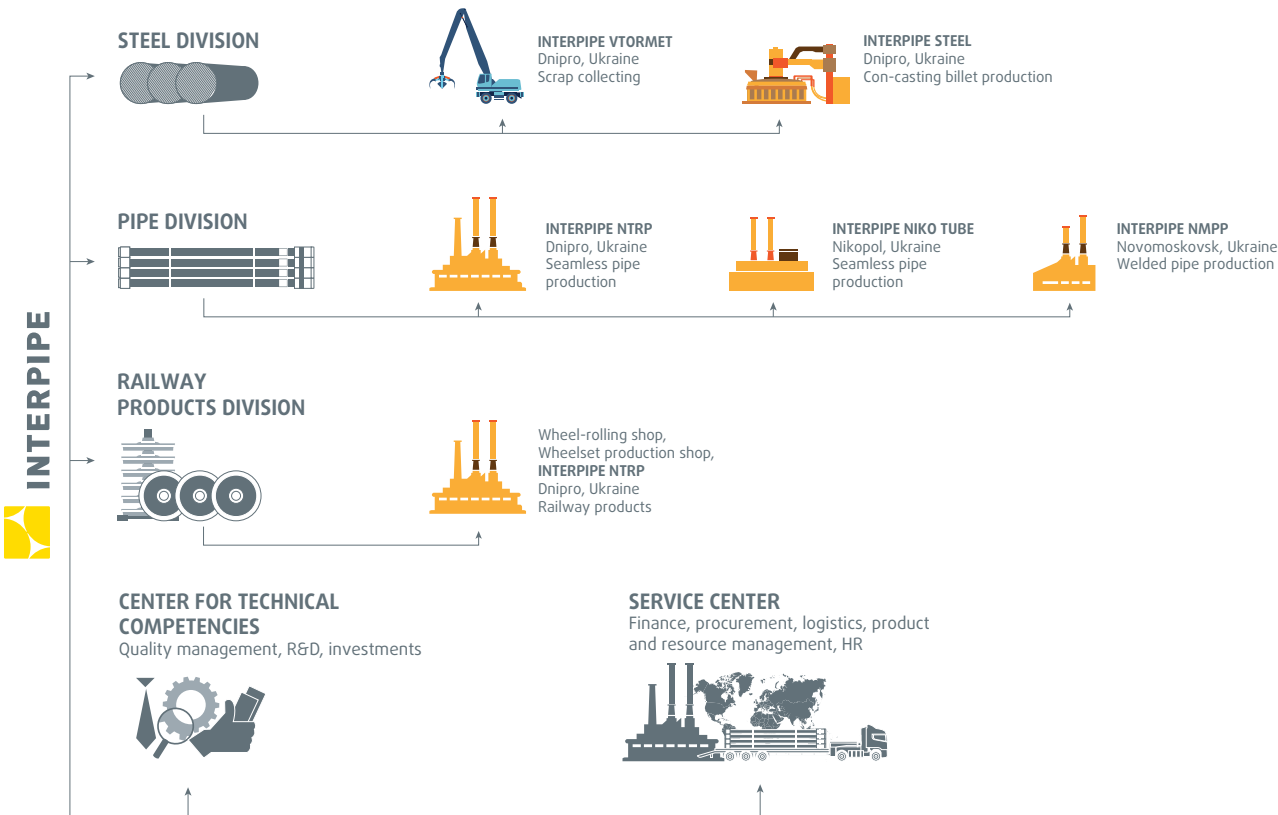 INTERPIPE
STEEL DIVISION
INTERPIPE VTORMET
Dnipro, Ukraine
Scrap collecting
INTERPIPE STEEL
Dnipro, Ukraine
Con-casting billet production
PIPE DIVISION
INTERPIPE NTRP
Dnipro, Ukraine
Seamless pipe
production
INTERPIPE NIKO TUBE
Nikopol, Ukraine
Seamless pipe
production
INTERPIPE NMPP
Novomoskovsk, Ukraine
Welded pipe production
RAILWAY
PRODUCTS DIVISION
Wheel-rolling shop,
Wheelset production shop,
INTERPIPE NTRP
Dnipro, Ukraine
Railway products
CENTER FOR TECHNICAL
COMPETENCIES
Quality management, R&D, investments
SERVICE CENTER
Finance, procurement, logistics, product
and resource management, HR